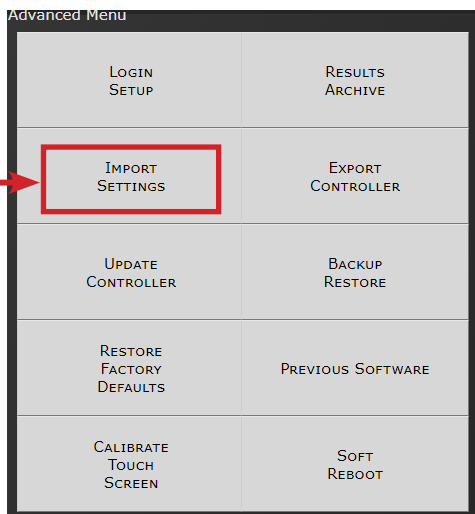 Advanced Menu
Login
Setup
Results
Archive
Import
Settings
Export
Controller
Update
Controller
Backup
Restore
Restore
Factory
Defaults
Previous Software
Calibrate
Touch
Screen
Soft
Reboot